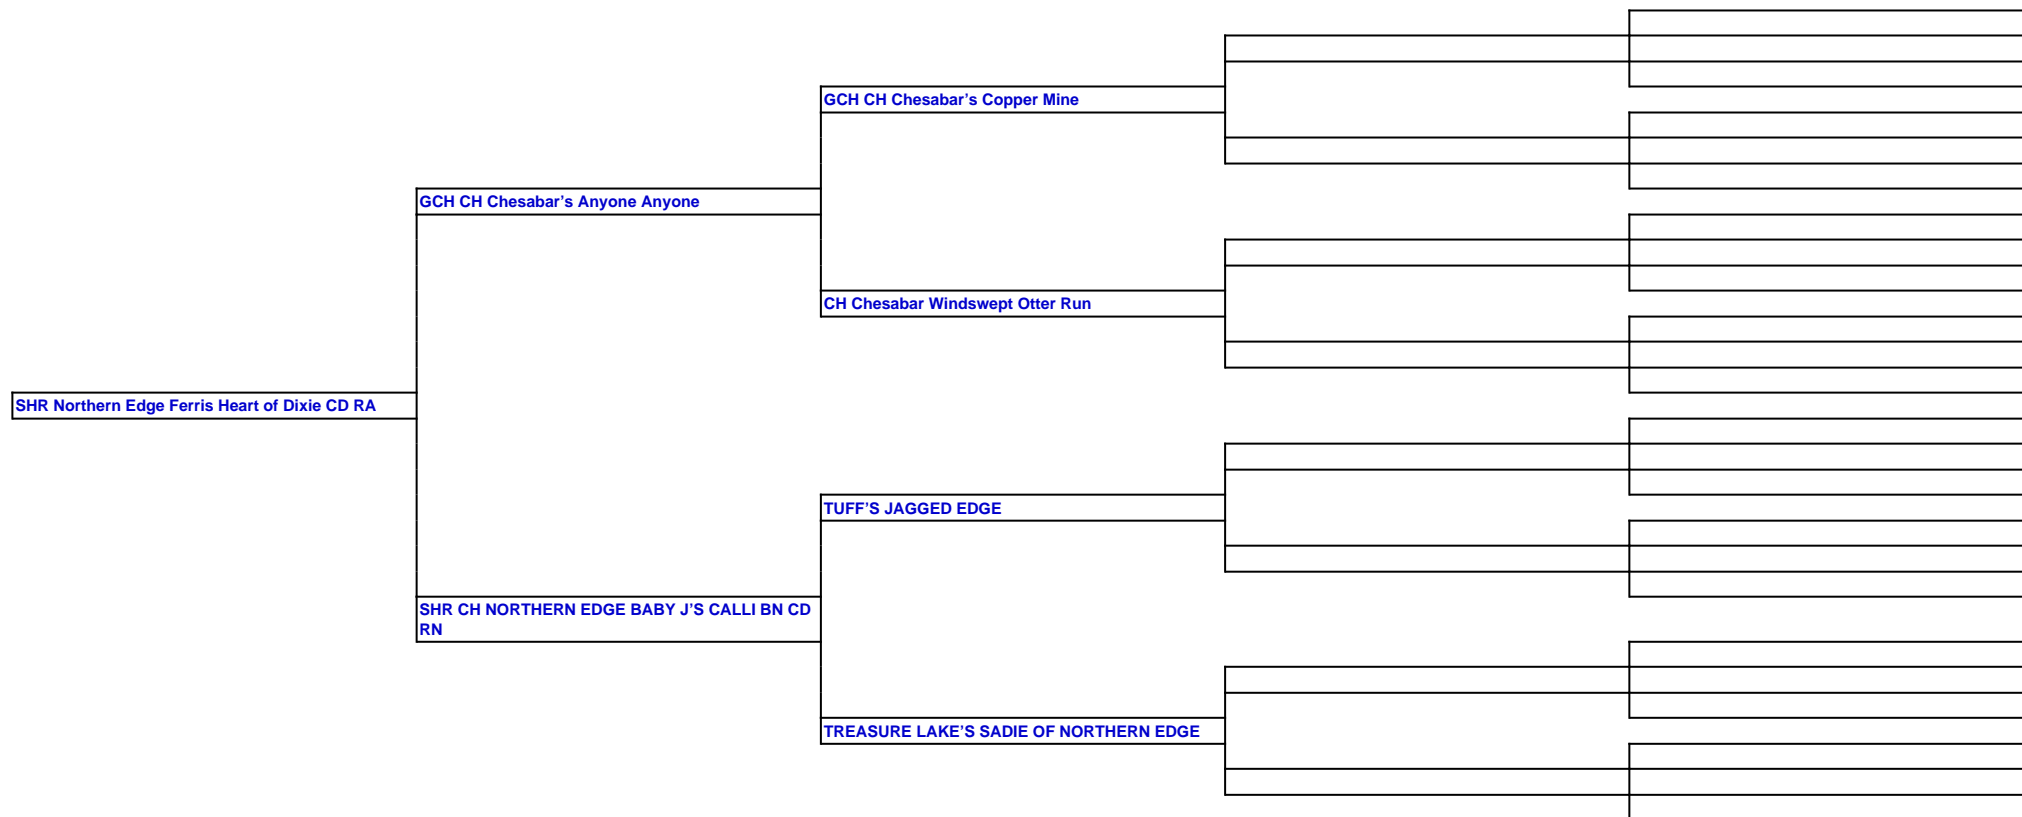 GCH CH Chesabar’s Copper Mine
GCH CH Chesabar’s Anyone Anyone
CH Chesabar Windswept Otter Run
SHR Northern Edge Ferris Heart of Dixie CD RA
TUFF’S JAGGED EDGE
SHR CH NORTHERN EDGE BABY J’S CALLI BN CD
RN
TREASURE LAKE’S SADIE OF NORTHERN EDGE